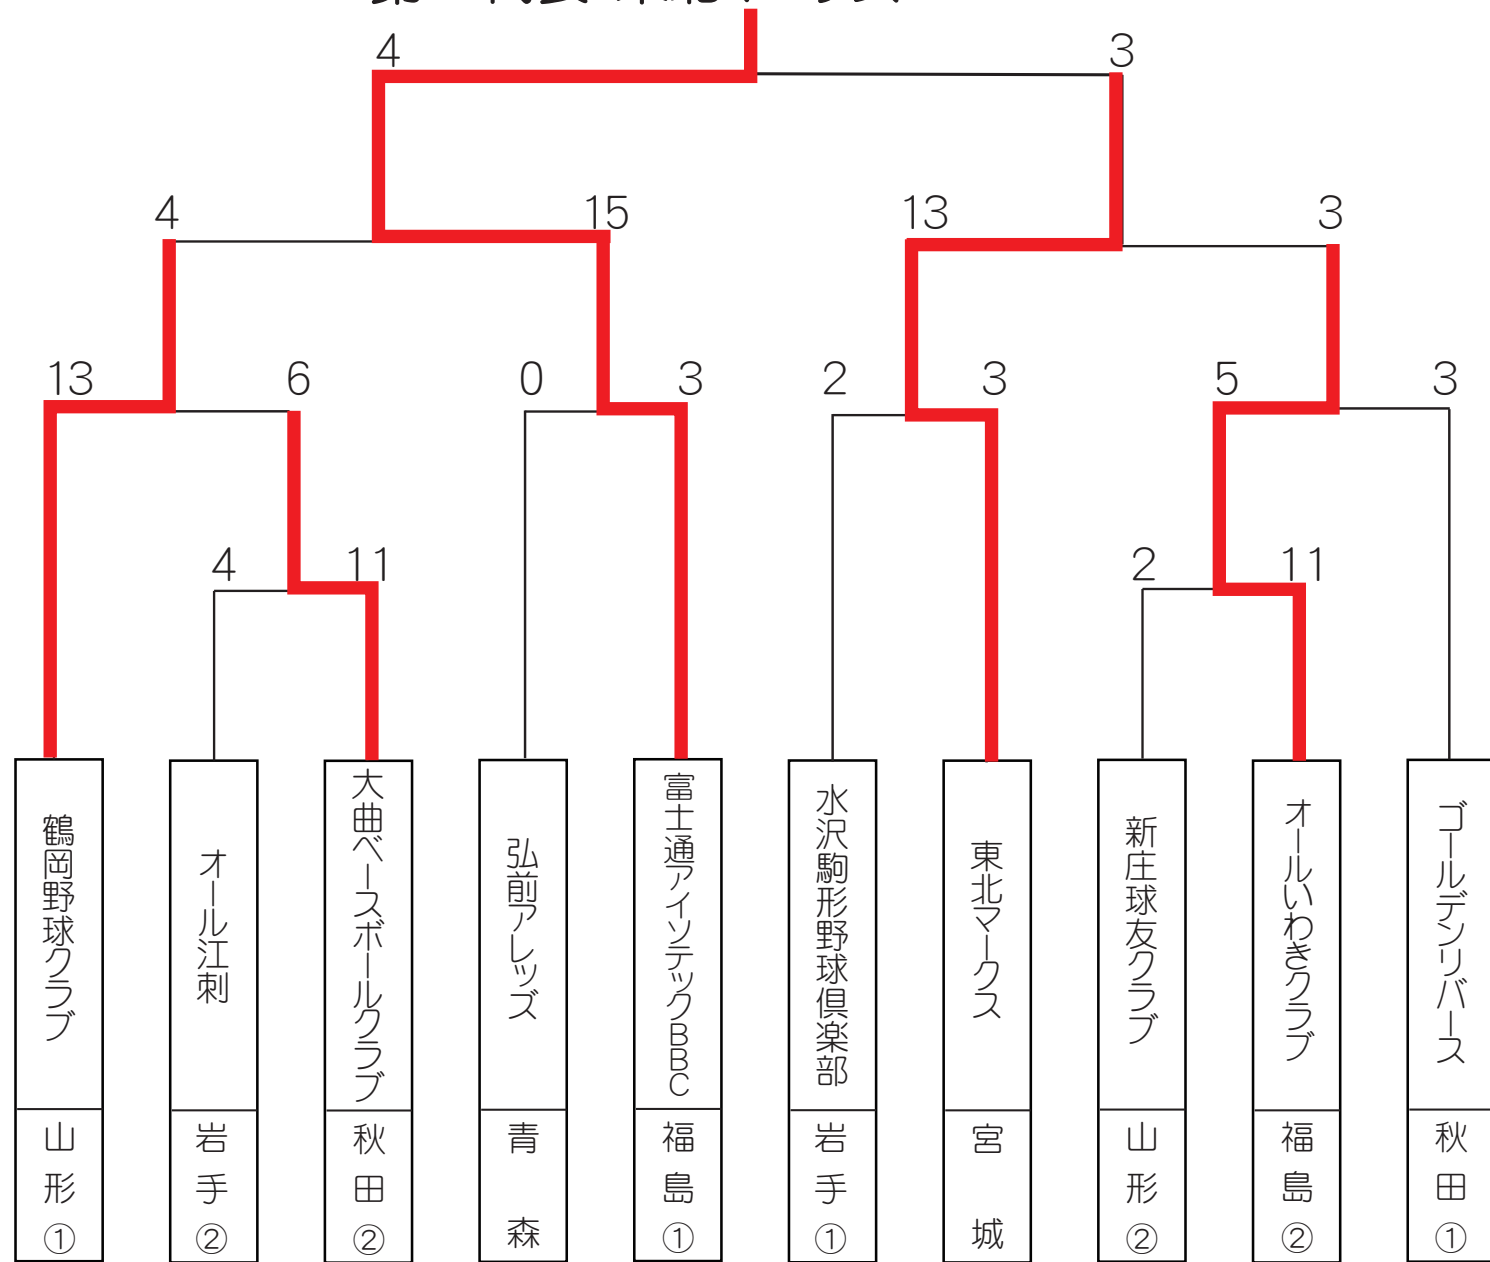 4 3
4 15 13 3
13 6 0 3 2 3 5 3
4 11 2 11
鶴岡野球クラブ
山形①
オール江刺
岩手②
大曲ベースボールクラブ
秋田②
弘前アレッズ
青森
富士通アイソテックBBC
福島①
水沢駒形野球倶楽部
岩手①
東北マークス
宮城
新庄球友クラブ
山形②
オールいわきクラブ
福島②
ゴールデンリバース
秋田①